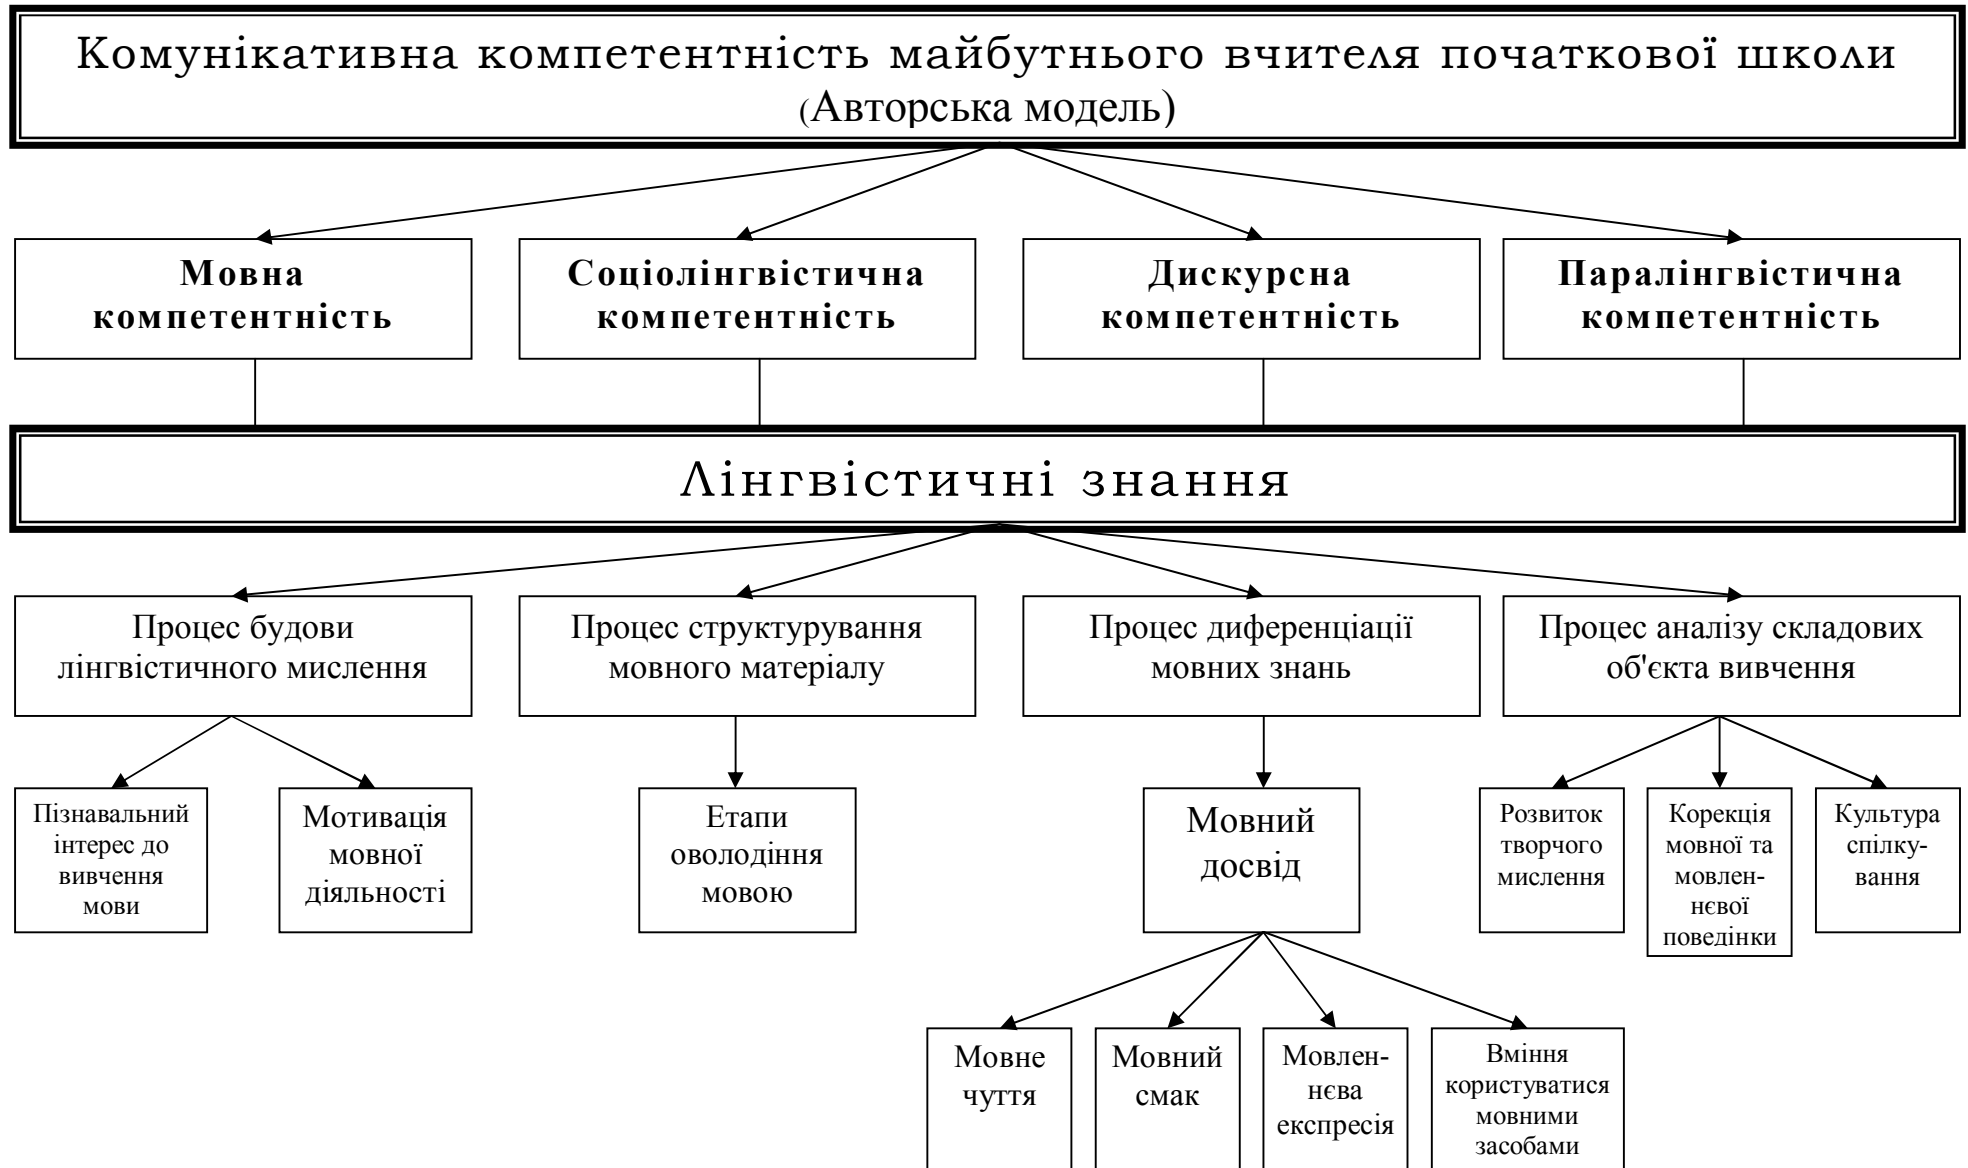 Комунікативна компетентність майбутнього вчителя початкової школи
(Авторська модель)
Мовна
компетентність
Соціолінгвістична
компетентність
Дискурсна
компетентність
Паралінгвістична
компетентність
Лінгвістичні знання
Процес будови
лінгвістичного мислення
Процес структурування
мовного матеріалу
Процес диференціації
мовних знань
Процес аналізу складових
об'єкта вивчення
Пізнавальний
інтерес до
вивчення
мови
Мотивація
мовної
діяльності
Етапи
оволодіння
мовою
Мовний
досвід
Розвиток
творчого
мислення
Корекція
мовної та
мовлен-
нєвої
поведінки
Культура
спілку-
вання
Мовне
чуття
Мовний
смак
Мовлен-
нєва
експресія
Вміння
користуватися
мовними
засобами